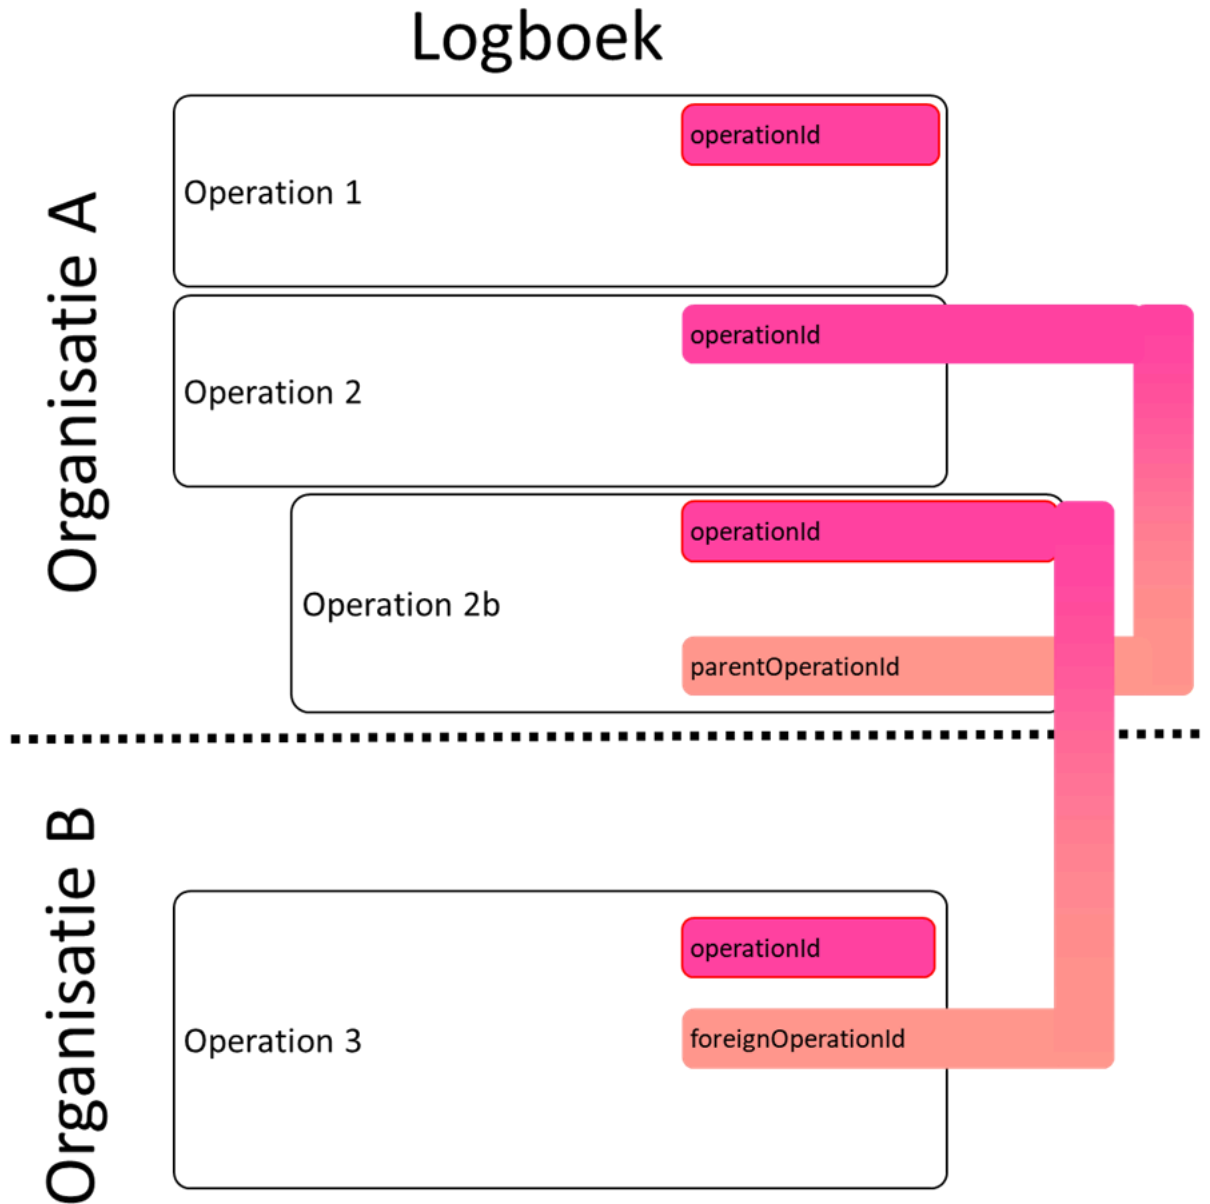 Logboek
Organisatie A
operationId
Operation 1
operationId
Operation 2
operationId
Operation 2b
parentOperationId
Organisatie B
operationId
Operation 3
foreignOperationId